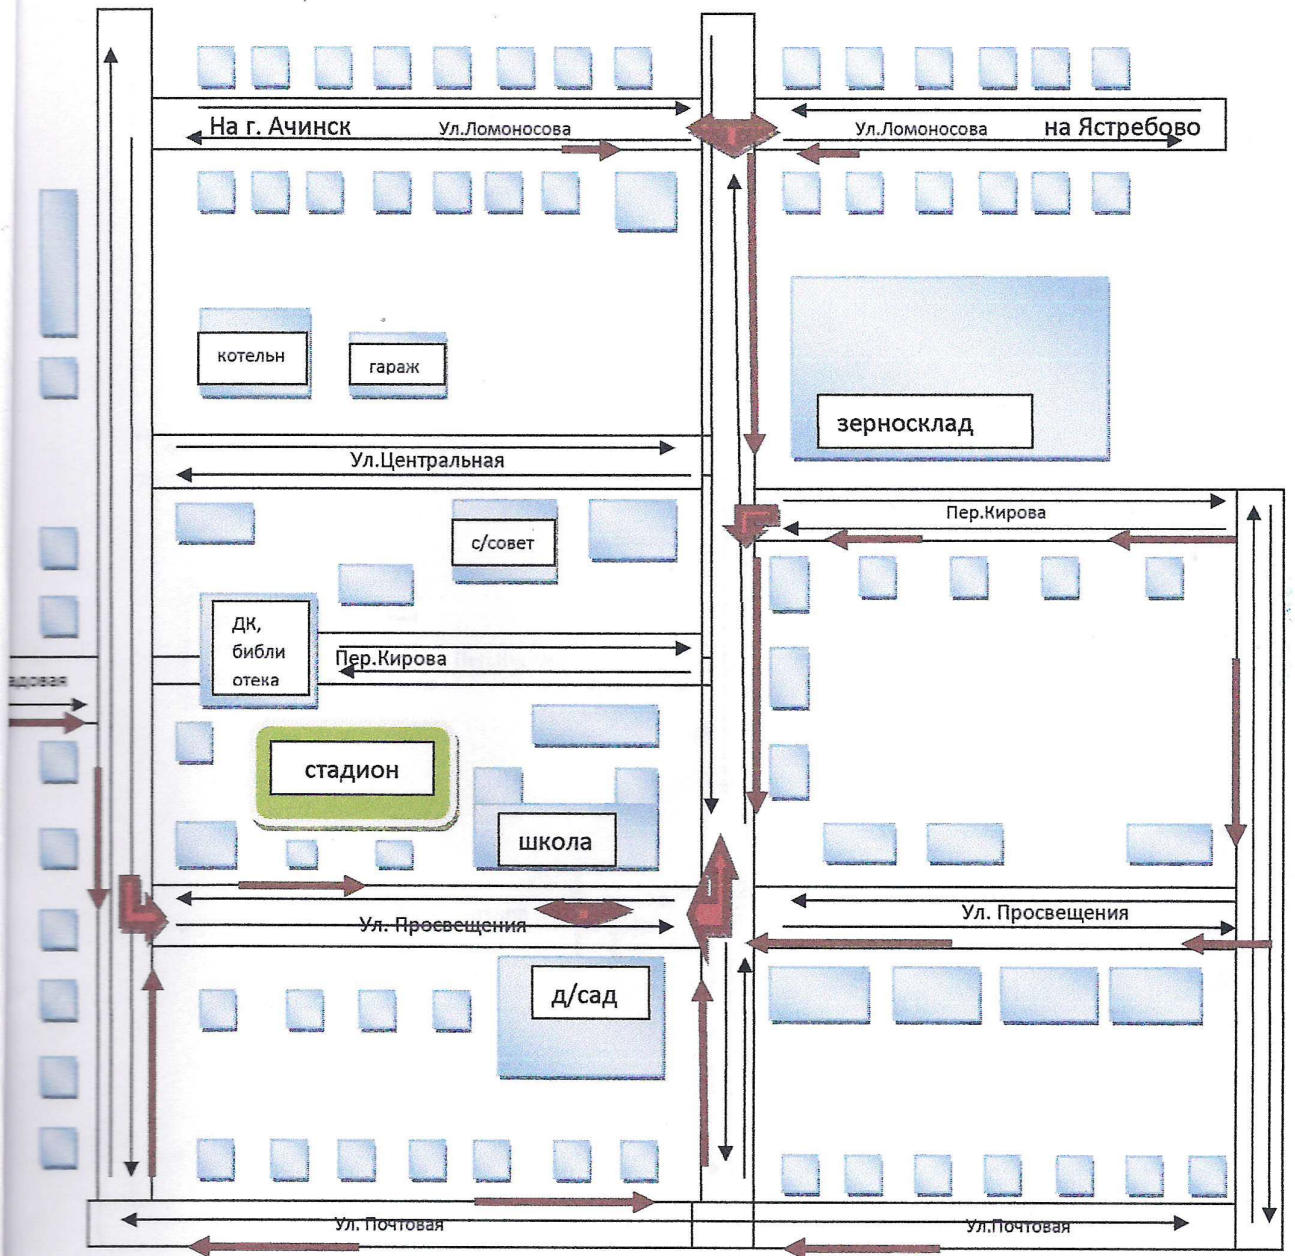 На г. Ачинск
Ул.Ломоносова
Ул.Ломоносова
на Ястребово
котельн
гараж
зерносклад
Ул.Центральная
Пер.Кирова
с/совет
ДК,
библи
отека
Пер.Кирова
адовая
стадион
школа
Ул. Просвещения
Ул. Просвещения
д/сад
Ул. Почтовая
Ул.Почтовая